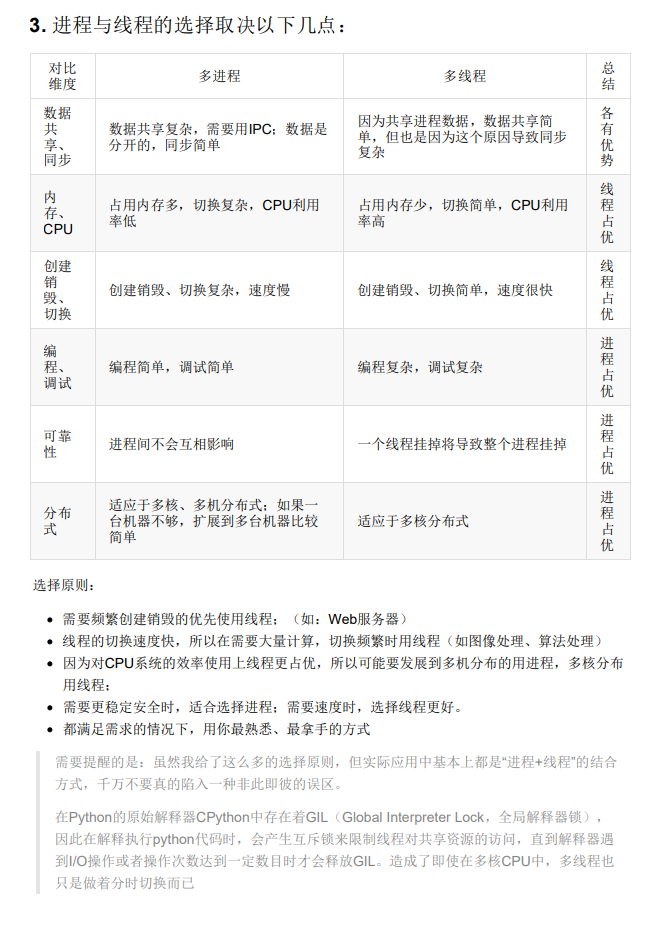 3. 进程与线程的选择取决以下几点：
对比
维度
多进程
多线程
总
结
数据
共
享、
同步
数据共享复杂，需要用IPC；数据是
分开的，同步简单
因为共享进程数据，数据共享简
单，但也是因为这个原因导致同步
复杂
各
有
优
势
内
存、
CPU
占用内存多，切换复杂，CPU利用
率低
占用内存少，切换简单，CPU利用
率高
线
程
占
优
创建
销
毁、
切换
创建销毁、切换复杂，速度慢
创建销毁、切换简单，速度很快
线
程
占
优
编
程、
调试
编程简单，调试简单
编程复杂，调试复杂
进
程
占
优
可靠
性
进程间不会互相影响
一个线程挂掉将导致整个进程挂掉
进
程
占
优
分布
式
适应于多核、多机分布式；如果一
台机器不够，扩展到多台机器比较
简单
适应于多核分布式
进
程
占
优
选择原则：
需要频繁创建销毁的优先使用线程；（如：Web服务器）
线程的切换速度快，所以在需要大量计算，切换频繁时用线程（如图像处理、算法处理）
因为对CPU系统的效率使用上线程更占优，所以可能要发展到多机分布的用进程，多核分布
用线程；
需要更稳定安全时，适合选择进程；需要速度时，选择线程更好。
都满足需求的情况下，用你最熟悉、最拿手的方式
需要提醒的是：虽然我给了这么多的选择原则，但实际应用中基本上都是“进程+线程”的结合
方式，千万不要真的陷入一种非此即彼的误区。
在Python的原始解释器CPython中存在着GIL（Global Interpreter Lock，全局解释器锁），
因此在解释执行python代码时，会产生互斥锁来限制线程对共享资源的访问，直到解释器遇
到I/O操作或者操作次数达到一定数目时才会释放GIL。造成了即使在多核CPU中，多线程也
只是做着分时切换而已